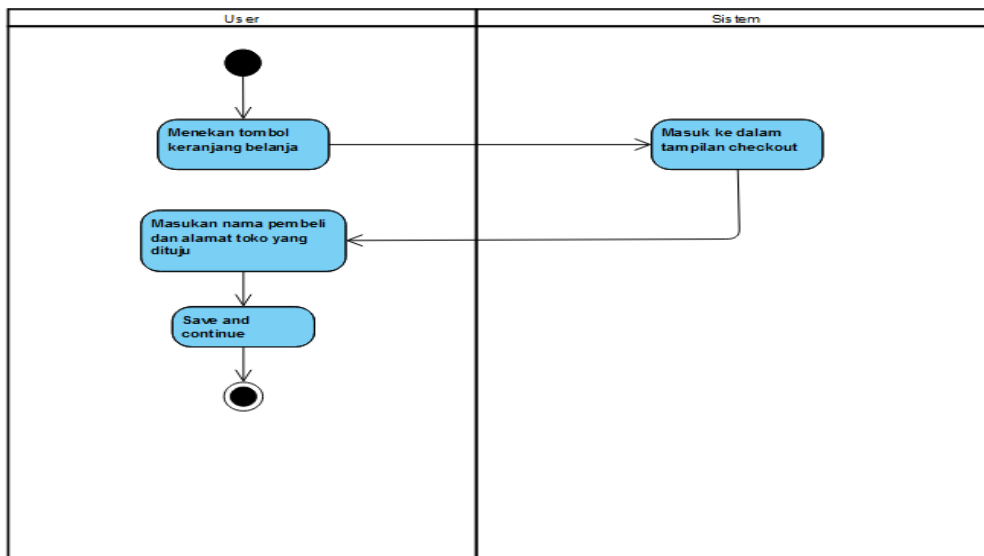 User
Sistem
Menekan tombol
keranjang belanja
Masuk ke dalam
tampilan checkout
Masukan nama pembeli
dan alamat toko yang
dituju
Save and
continue